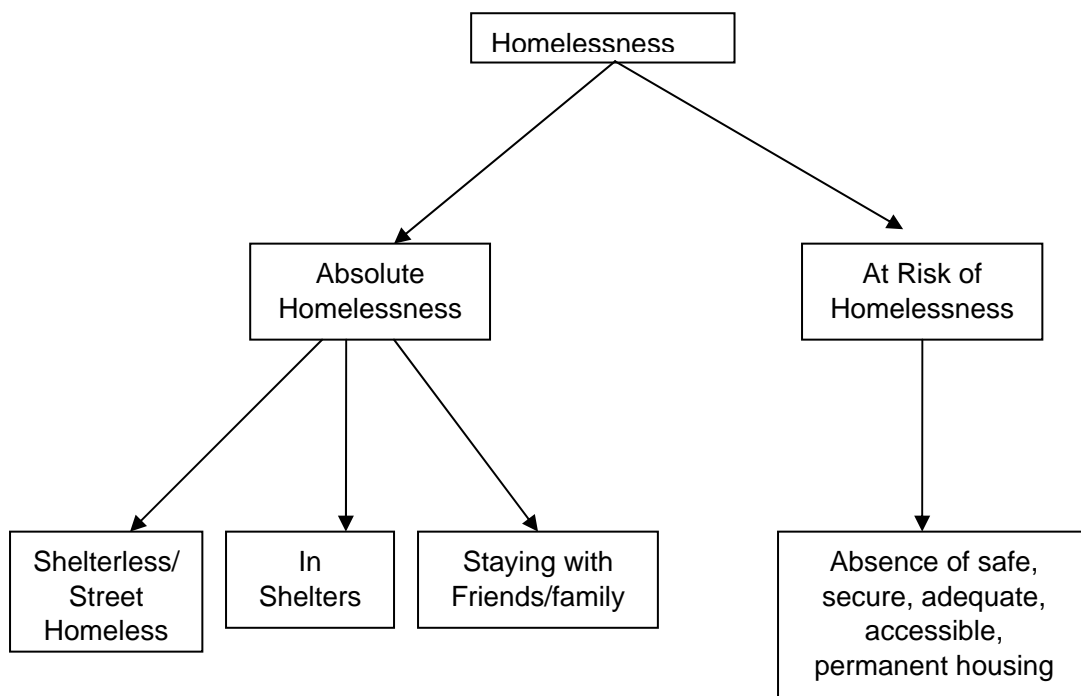 Homelessness
Absolute
Homelessness
At Risk of
Homelessness
Shelterless/
Street
Homeless
In
Shelters
Staying with
Friends/family
Absence of safe,
secure, adequate,
accessible,
permanent housing